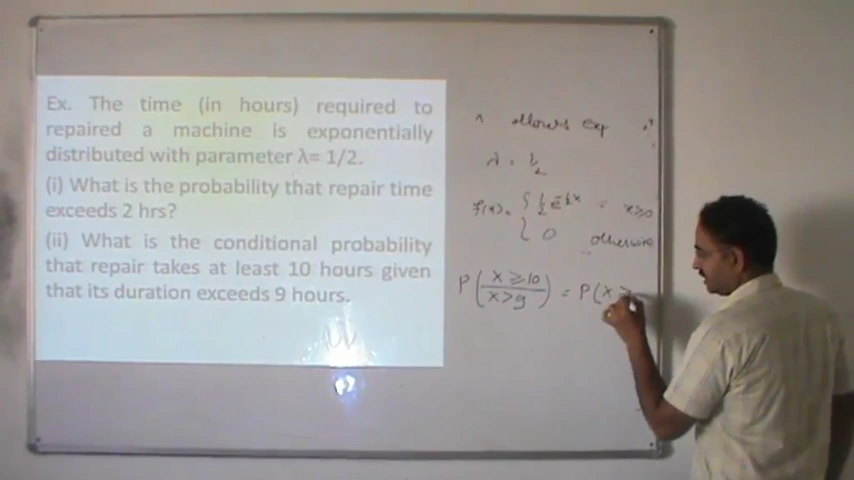 Ex. The time (in hours) required to
repaired a machine is exponentially
distributed with parameter λ= 1/2.
(i) What is the probability that repair time
exceeds 2 hrs?
(ii) What is the conditional probability
that repair takes at least 10 hours given
that its duration exceeds 9 hours.
exp
λ = 1/2
f(x) = { 1/2 e^-1/2x = x≥0
0 otherwise
P(x≥10/x>9) = P(x >